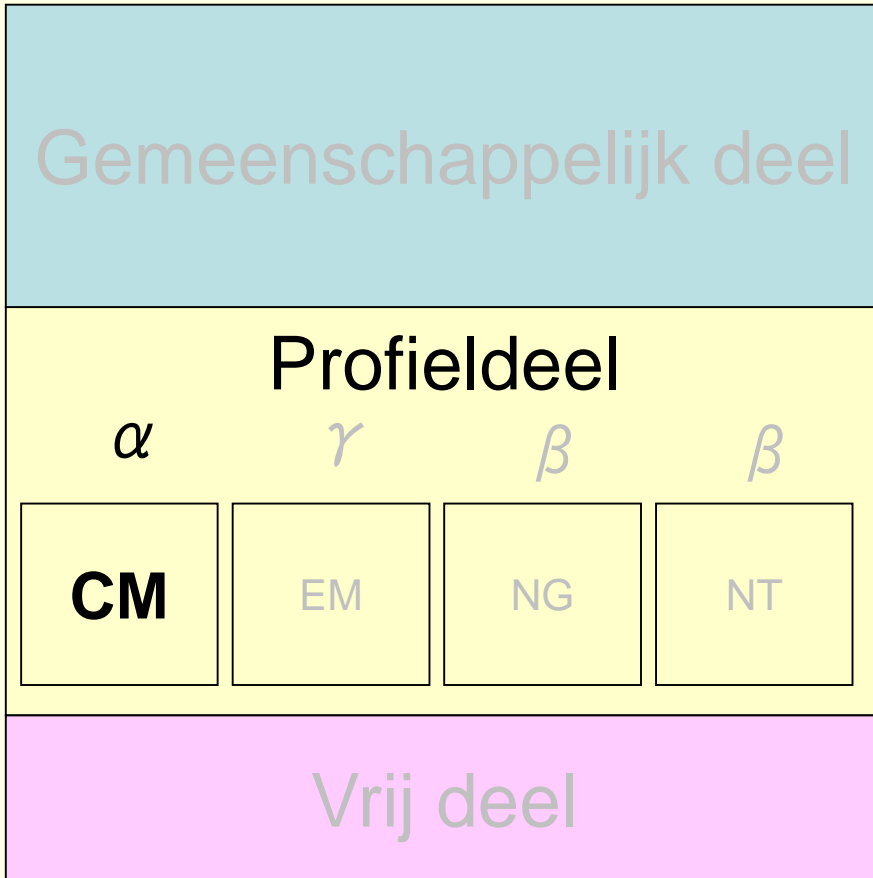 Gemeenschappelijk deel
Profieldeel
α γ β β
CM EM NG NT
Vrij deel